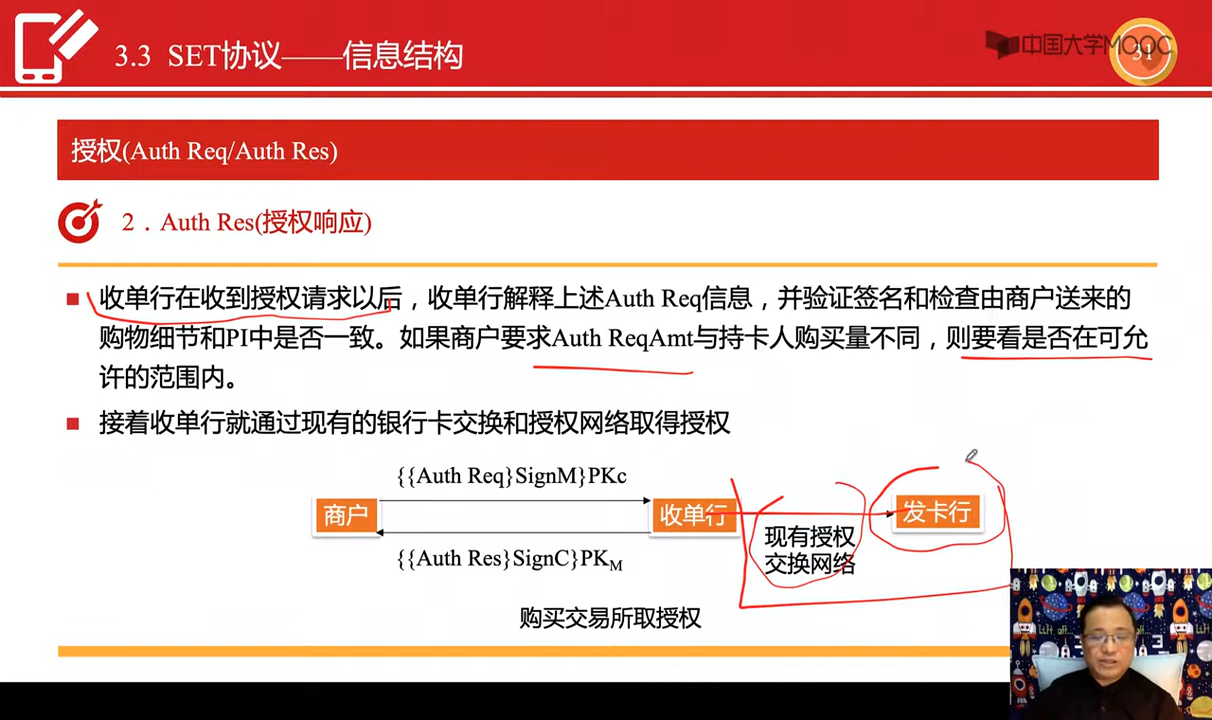 3.3 SET协议——信息结构
中国大学MOOC
31
授权(Auth Req/Auth Res)
2．Auth Res(授权响应)
收单行在收到授权请求以后，收单行解释上述Auth Req信息，并验证签名和检查由商户送来的
购物细节和PI中是否一致。如果商户要求Auth ReqAmt与持卡人购买量不同，则要看是否在可允
许的范围内。
接着收单行就通过现有的银行卡交换和授权网络取得授权
{{Auth Req}SignM}PKc
商户
收单行
发卡行
现有授权
交换网络
{{Auth Res}SignC}PKM
购买交易所取授权